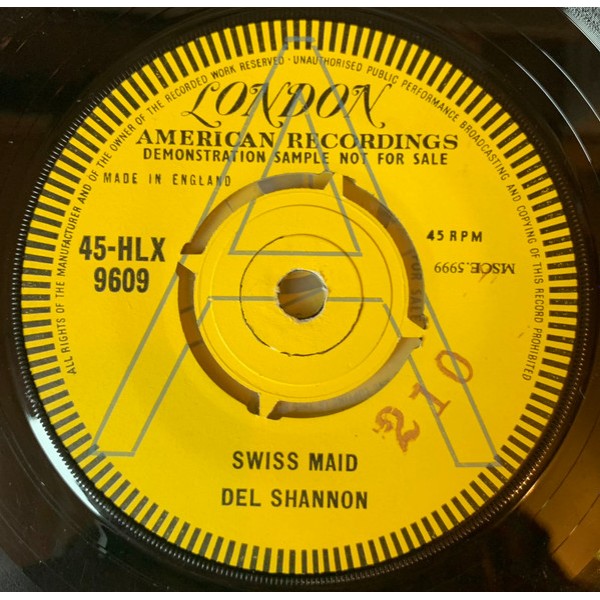 ALL RIGHTS OF THE MANUFACTURER AND OF THE OWNER OF THE RECORDED WORK RESERVED · UNAUTHORISED PUBLIC PERFORMANCE BROADCASTING AND COPYING OF THIS RECORD PROHIBITED
LONDON
AMERICAN RECORDINGS
DEMONSTRATION SAMPLE NOT FOR SALE
MADE IN ENGLAND
A
45-HLX
9609
45 RPM
MSOE.5999
FOR SALE
210
SWISS MAID
DEL SHANNON